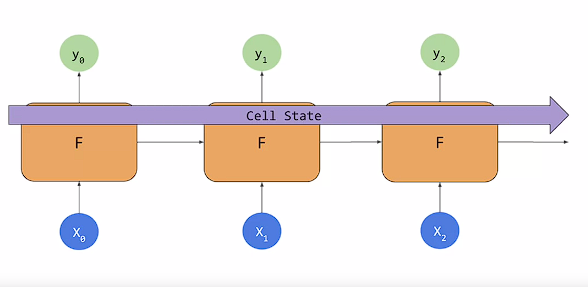 y₀ y₁ y₂
Cell State
F F F
X₀ X₁ X₂